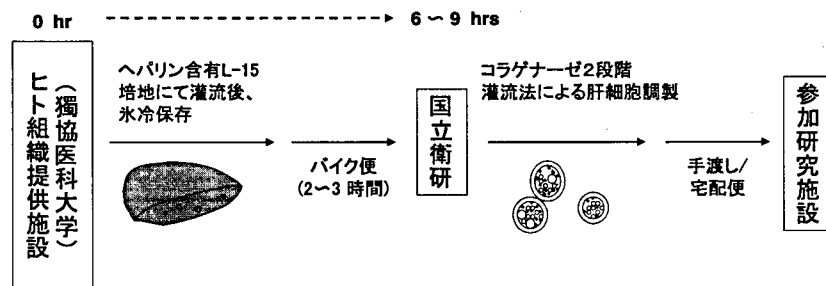 0 hr
6～9 hrs
ヒト組織提供施設
（獨協医科大学）
ヘパリン含有L-15
培地にて灌流後、
氷冷保存
バイク便
(2～3 時間)
国立衛研
コラゲナーゼ2段階
灌流法による肝細胞調製
手渡し/
宅配便
参加研究施設